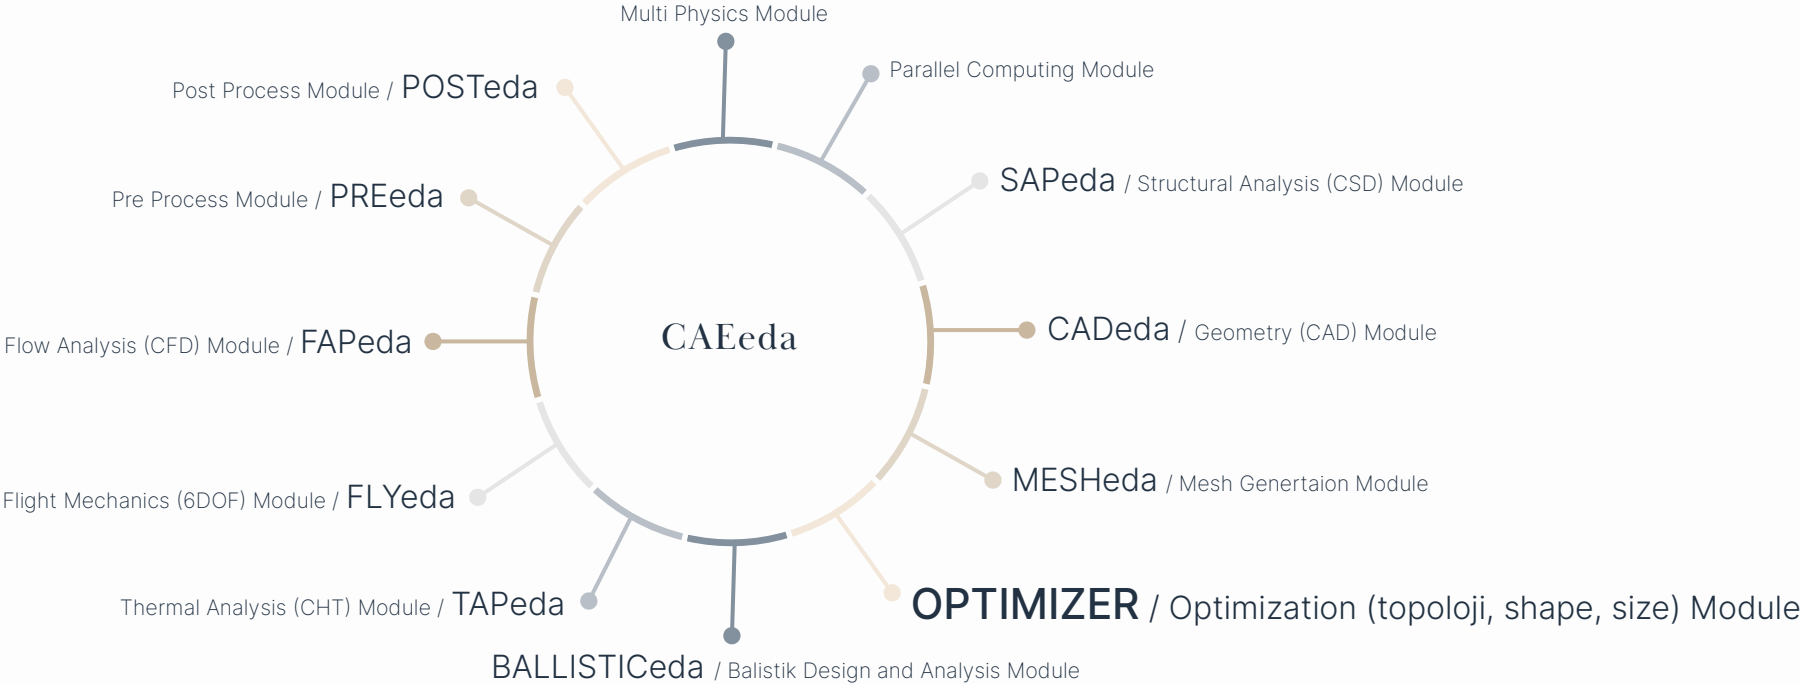 Multi Physics Module
Parallel Computing Module
Post Process Module / POSTeda
SAPeda / Structural Analysis (CSD) Module
Pre Process Module / PREeda
CADeda / Geometry (CAD) Module
CAEeda
Flow Analysis (CFD) Module / FAPeda
MESHeda / Mesh Genertaion Module
Flight Mechanics (6DOF) Module / FLYeda
OPTIMIZER / Optimization (topoloji, shape, size) Module
Thermal Analysis (CHT) Module / TAPeda
BALLISTICeda / Balistik Design and Analysis Module